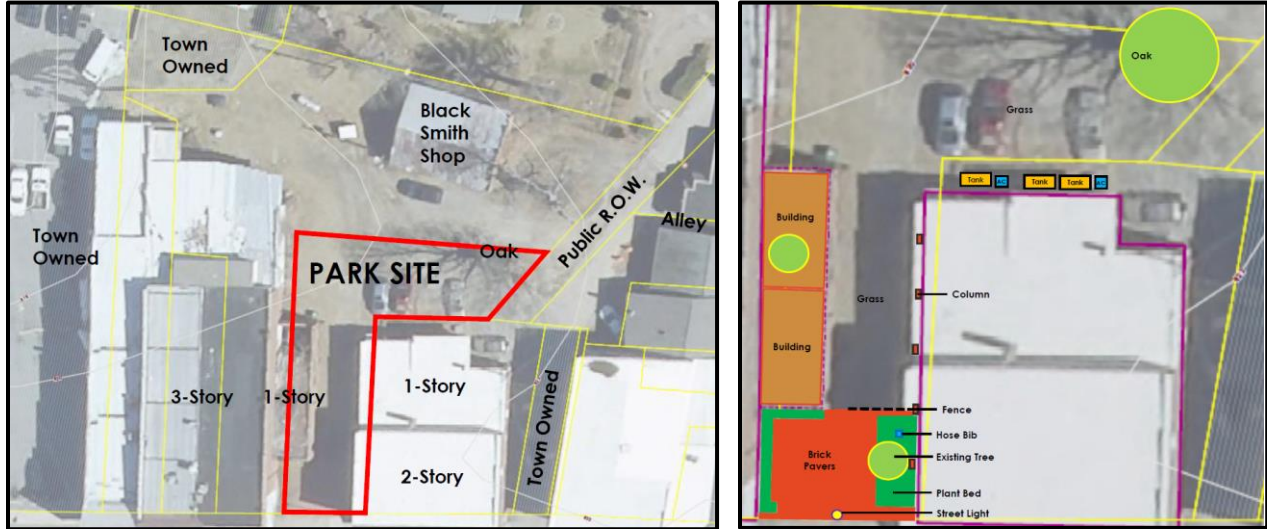 Town
Owned
Black
Smith
Shop
Public R.O.W.
Alley
Town
Owned
Oak
PARK SITE
3-Story
1-Story
1-Story
2-Story
Town Owned
Oak
Grass
Tank
AC
Tank
Tank
AC
Building
Column
Grass
Building
Fence
Hose Bib
Brick
Pavers
Existing Tree
Plant Bed
Street Light